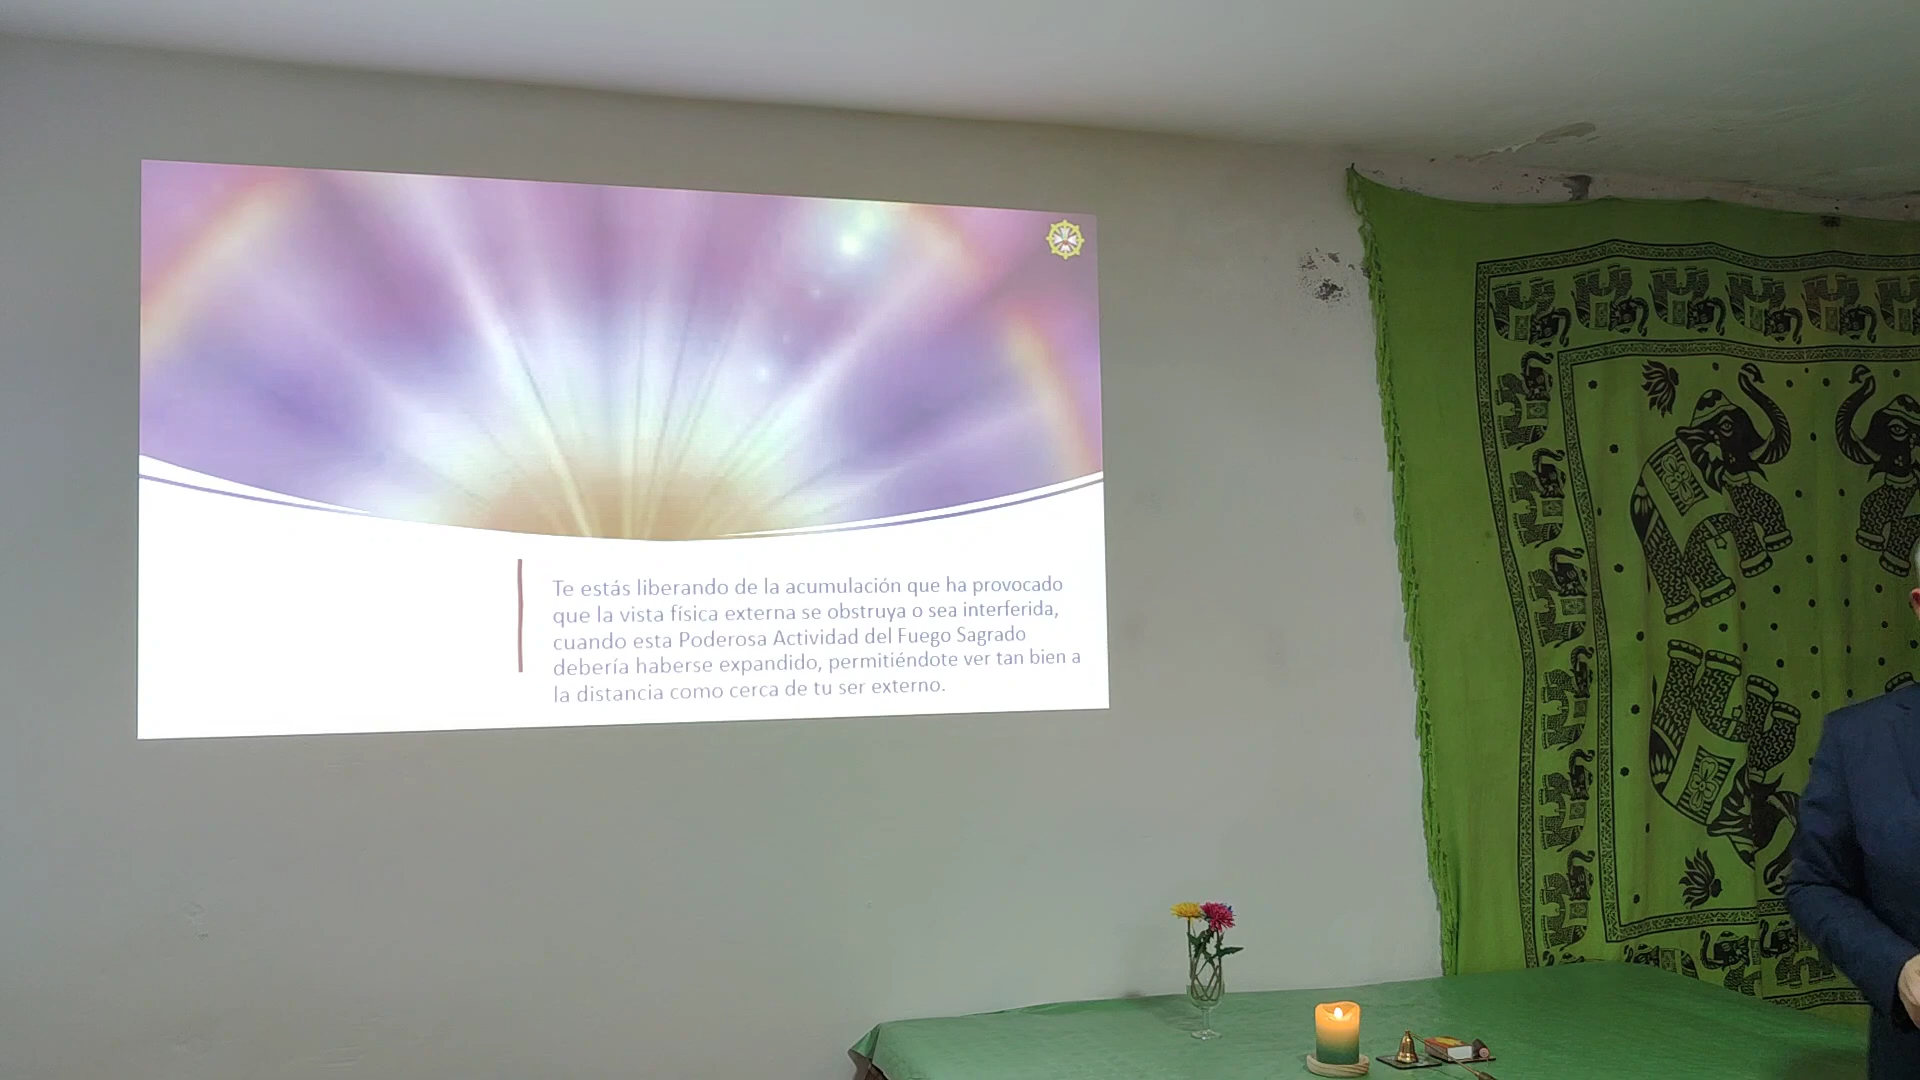 Te estás liberando de la acumulación que ha provocado
que la vista física externa se obstruya o sea interferida,
cuando esta Poderosa Actividad del Fuego Sagrado
debería haberse expandido, permitiéndote ver tan bien a
la distancia como cerca de tu ser externo.